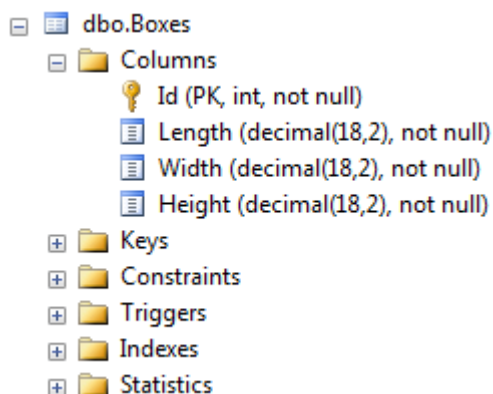 dbo.Boxes
Columns
Id (PK, int, not null)
Length (decimal(18,2), not null)
Width (decimal(18,2), not null)
Height (decimal(18,2), not null)
Keys
Constraints
Triggers
Indexes
Statistics